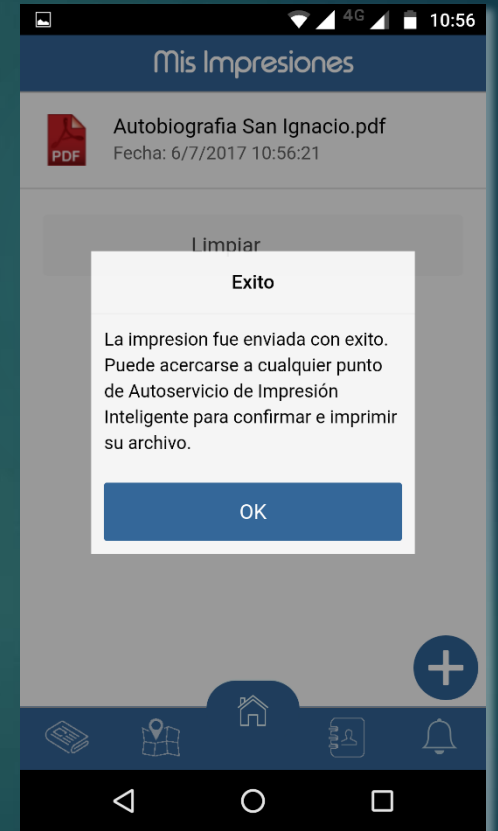 4G 10:56
Mis Impresiones
PDF
Autobiografia San Ignacio.pdf
Fecha: 6/7/2017 10:56:21
Limpiar
Exito
La impresion fue enviada con exito.
Puede acercarse a cualquier punto
de Autoservicio de Impresión
Inteligente para confirmar e imprimir
su archivo.
OK